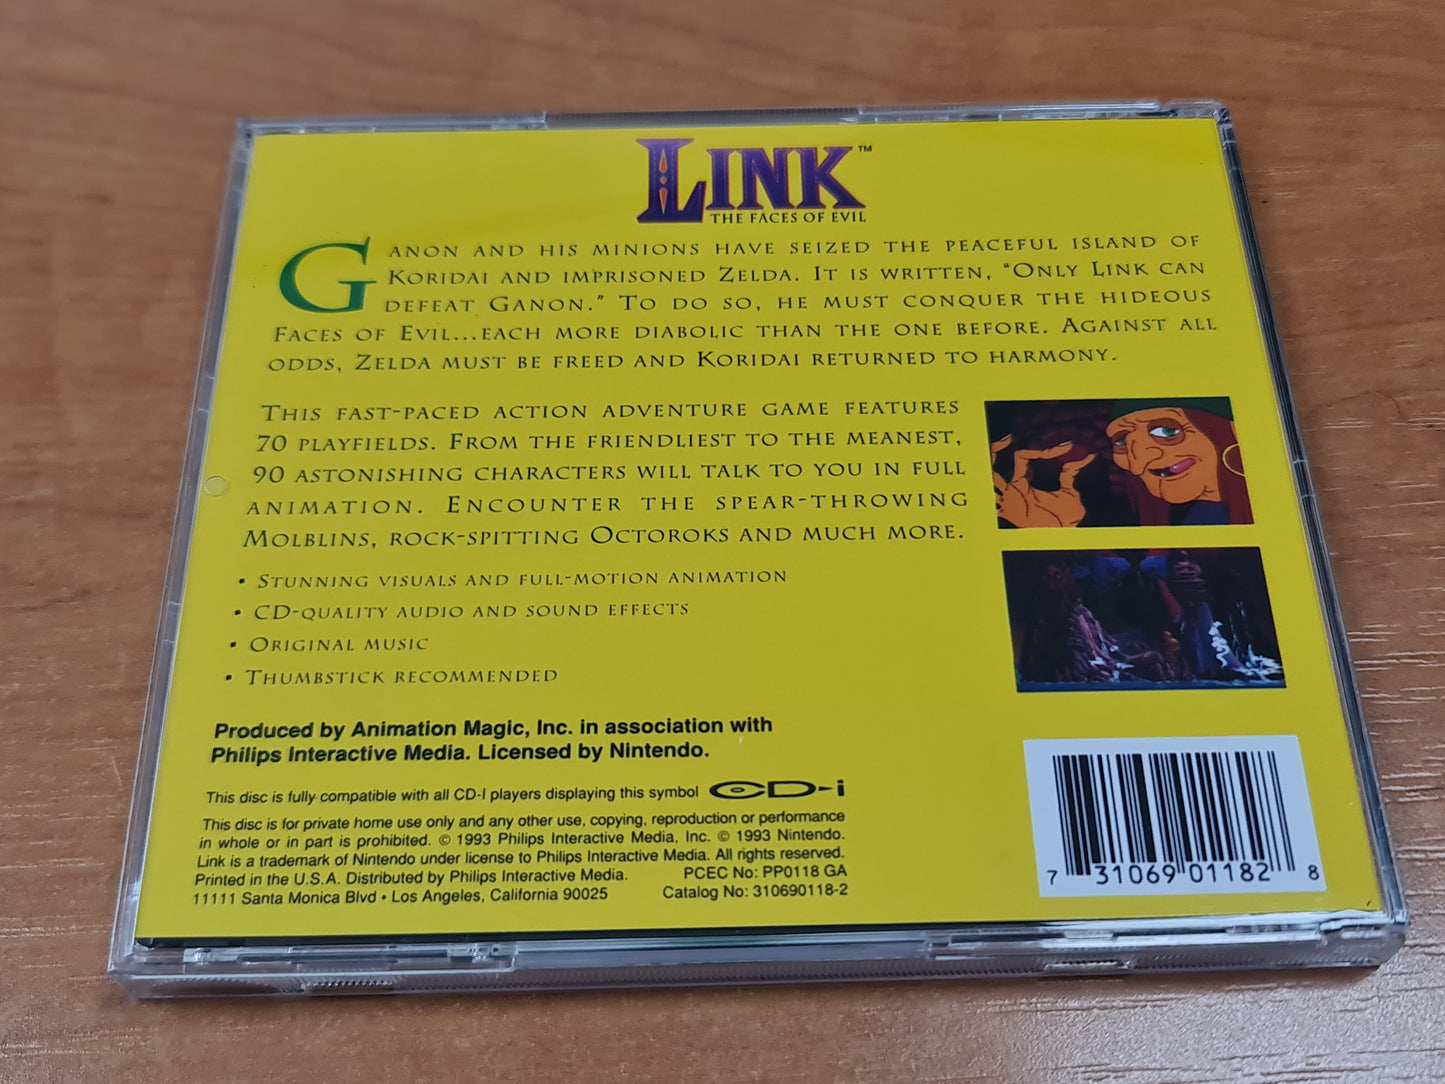 LINK™
THE FACES OF EVIL
GANON AND HIS MINIONS HAVE SEIZED THE PEACEFUL ISLAND OF
KORIDAI AND IMPRISONED ZELDA. IT IS WRITTEN, "ONLY LINK CAN
DEFEAT GANON." TO DO SO, HE MUST CONQUER THE HIDEOUS
FACES OF EVIL...EACH MORE DIABOLIC THAN THE ONE BEFORE. AGAINST ALL
ODDS, ZELDA MUST BE FREED AND KORIDAI RETURNED TO HARMONY.
THIS FAST-PACED ACTION ADVENTURE GAME FEATURES
70 PLAYFIELDS. FROM THE FRIENDLIEST TO THE MEANEST,
90 ASTONISHING CHARACTERS WILL TALK TO YOU IN FULL
ANIMATION. ENCOUNTER THE SPEAR-THROWING
MOLBLINS, ROCK-SPITTING OCTOROKS AND MUCH MORE.
• STUNNING VISUALS AND FULL-MOTION ANIMATION
• CD-QUALITY AUDIO AND SOUND EFFECTS
• ORIGINAL MUSIC
• THUMBSTICK RECOMMENDED
Produced by Animation Magic, Inc. in association with
Philips Interactive Media. Licensed by Nintendo.
This disc is fully compatible with all CD-I players displaying this symbol CD-i
This disc is for private home use only and any other use, copying, reproduction or performance
in whole or in part is prohibited. © 1993 Philips Interactive Media, Inc. © 1993 Nintendo.
Link is a trademark of Nintendo under license to Philips Interactive Media. All rights reserved.
Printed in the U.S.A. Distributed by Philips Interactive Media. PCEC No: PP0118 GA
11111 Santa Monica Blvd • Los Angeles, California 90025 Catalog No: 310690118-2
7 31069 01182 8